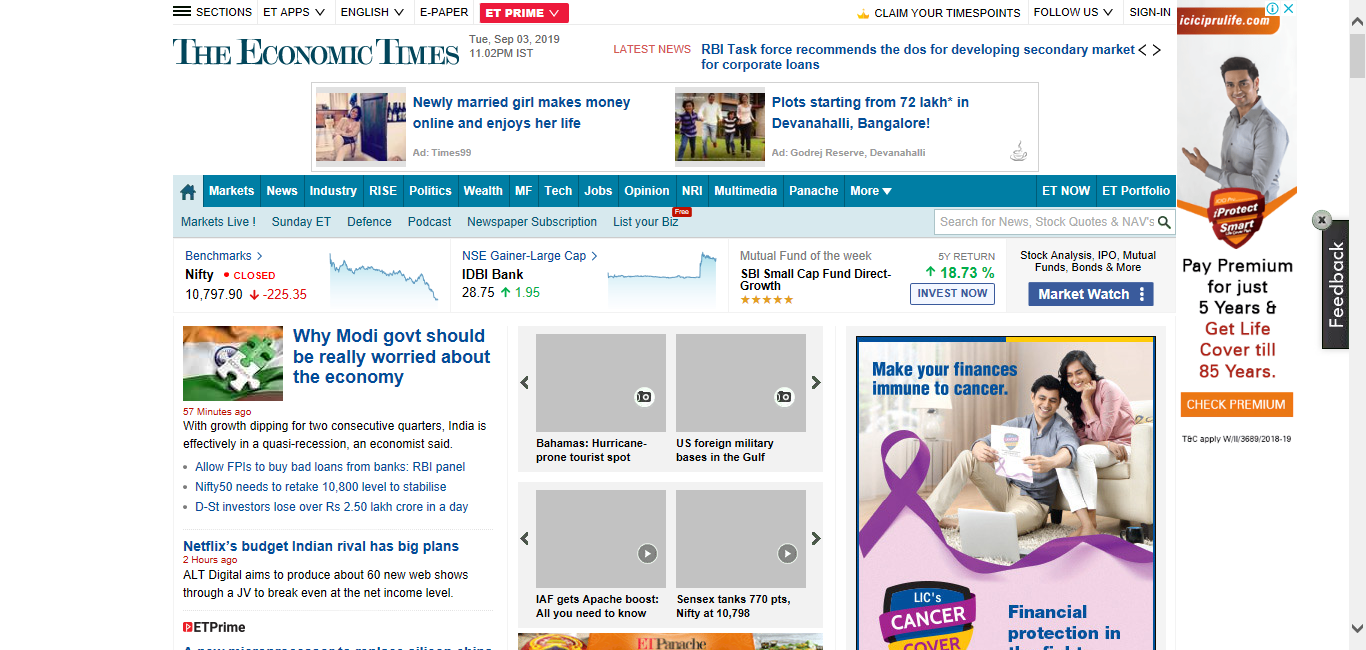 SECTIONS
ET APPS
ENGLISH
E-PAPER
ET PRIME
CLAIM YOUR TIMESPOINTS
FOLLOW US
SIGN-IN
THE ECONOMIC TIMES
Tue, Sep 03, 2019
11.02PM IST
LATEST NEWS
RBI Task force recommends the dos for developing secondary market
for corporate loans
Newly married girl makes money
online and enjoys her life
Ad: Times99
Plots starting from 72 lakh* in
Devanahalli, Bangalore!
Ad: Godrej Reserve, Devanahalli
Markets
News
Industry
RISE
Politics
Wealth
MF
Tech
Jobs
Opinion
NRI
Multimedia
Panache
More
ET NOW
ET Portfolio
Markets Live !
Sunday ET
Defence
Podcast
Newspaper Subscription
List your Biz
Free
Search for News, Stock Quotes & NAV's
Benchmarks
Nifty
CLOSED
10,797.90
-225.35
NSE Gainer-Large Cap
IDBI Bank
28.75
1.95
Mutual Fund of the week
SBI Small Cap Fund Direct-
Growth
★★★★★
5Y RETURN
18.73 %
INVEST NOW
Stock Analysis, IPO, Mutual
Funds, Bonds & More
Market Watch
Why Modi govt should
be really worried about
the economy
57 Minutes ago
With growth dipping for two consecutive quarters, India is
effectively in a quasi-recession, an economist said.
Allow FPIs to buy bad loans from banks: RBI panel
Nifty50 needs to retake 10,800 level to stabilise
D-St investors lose over Rs 2.50 lakh crore in a day
Netflix's budget Indian rival has big plans
2 Hours ago
ALT Digital aims to produce about 60 new web shows
through a JV to break even at the net income level.
ETPrime
A new microprocessor to replace silicon chips
Bahamas: Hurricane-
prone tourist spot
US foreign military
bases in the Gulf
IAF gets Apache boost:
All you need to know
Sensex tanks 770 pts,
Nifty at 10,798
ETPanache
Make your finances
immune to cancer.
LIC's
CANCER
COVER
Financial
protection in
the fight
iciciprulife.com
iProtect
Smart
Pay Premium
for just
5 Years &
Get Life
Cover till
85 Years.
CHECK PREMIUM
T&C apply W/II/3689/2018-19
x
Feedback